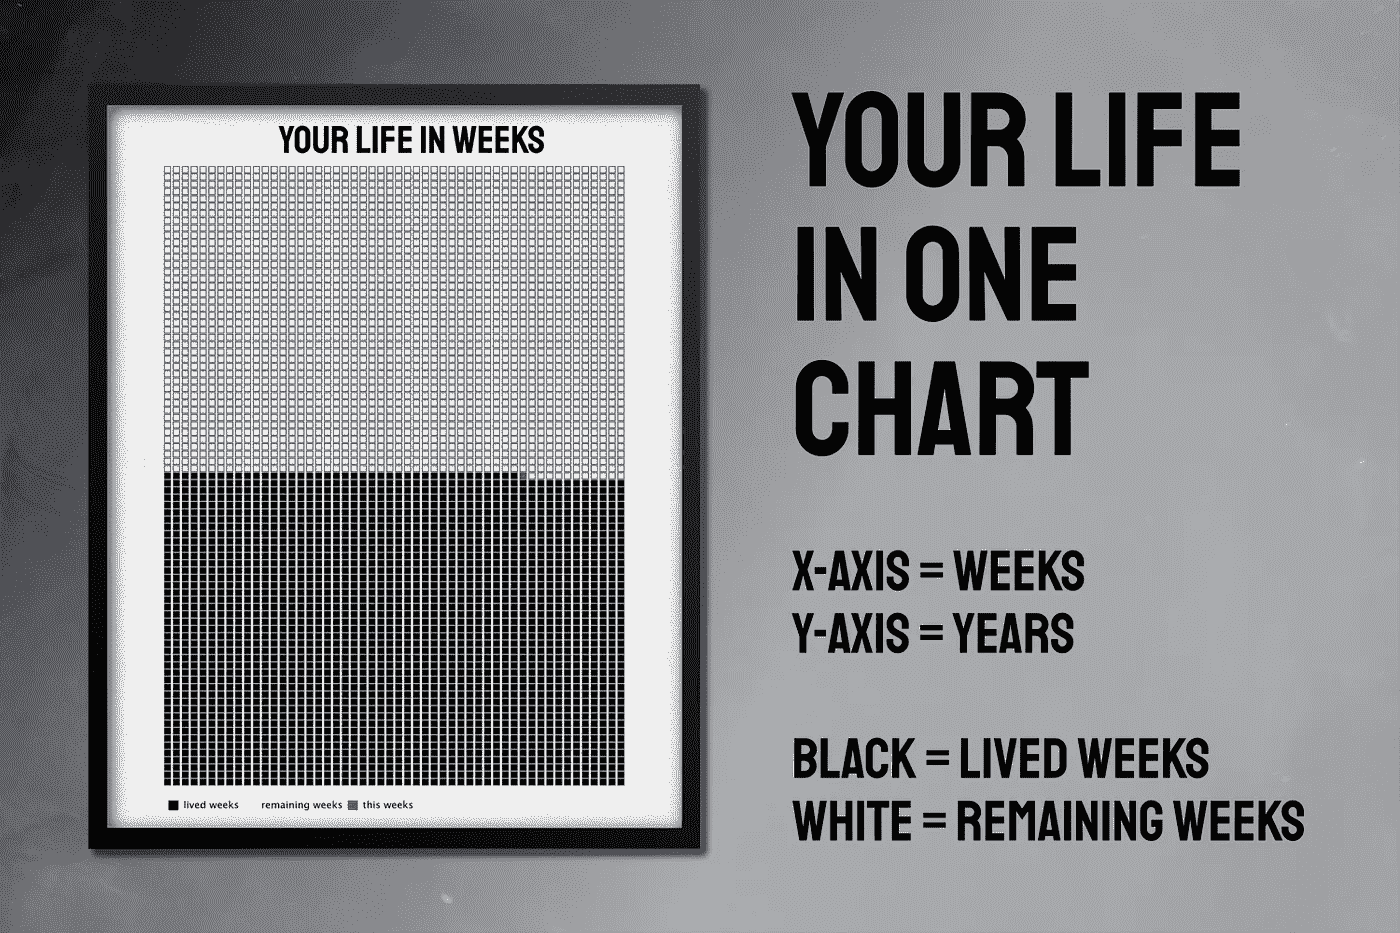 YOUR LIFE IN WEEKS
lived weeks remaining weeks this weeks
YOUR LIFE
IN ONE
CHART
X-AXIS = WEEKS
Y-AXIS = YEARS
BLACK = LIVED WEEKS
WHITE = REMAINING WEEKS